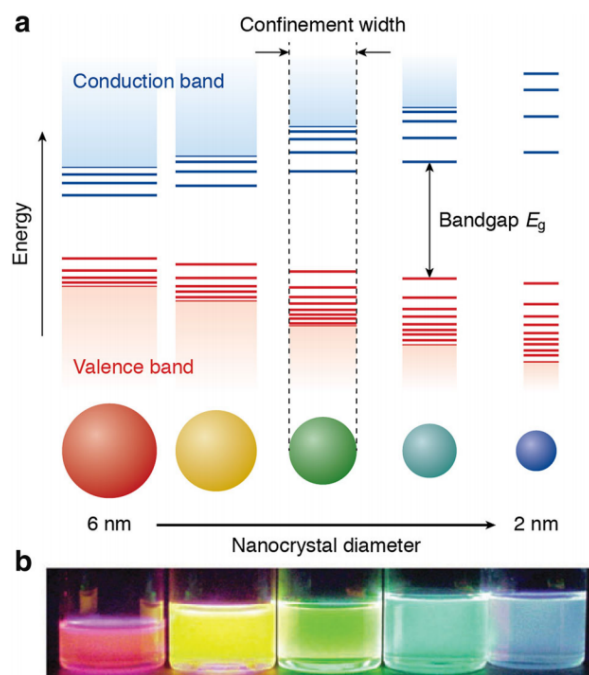 a
Confinement width
Conduction band
Energy
Bandgap Eg
Valence band
6 nm
2 nm
Nanocrystal diameter
b